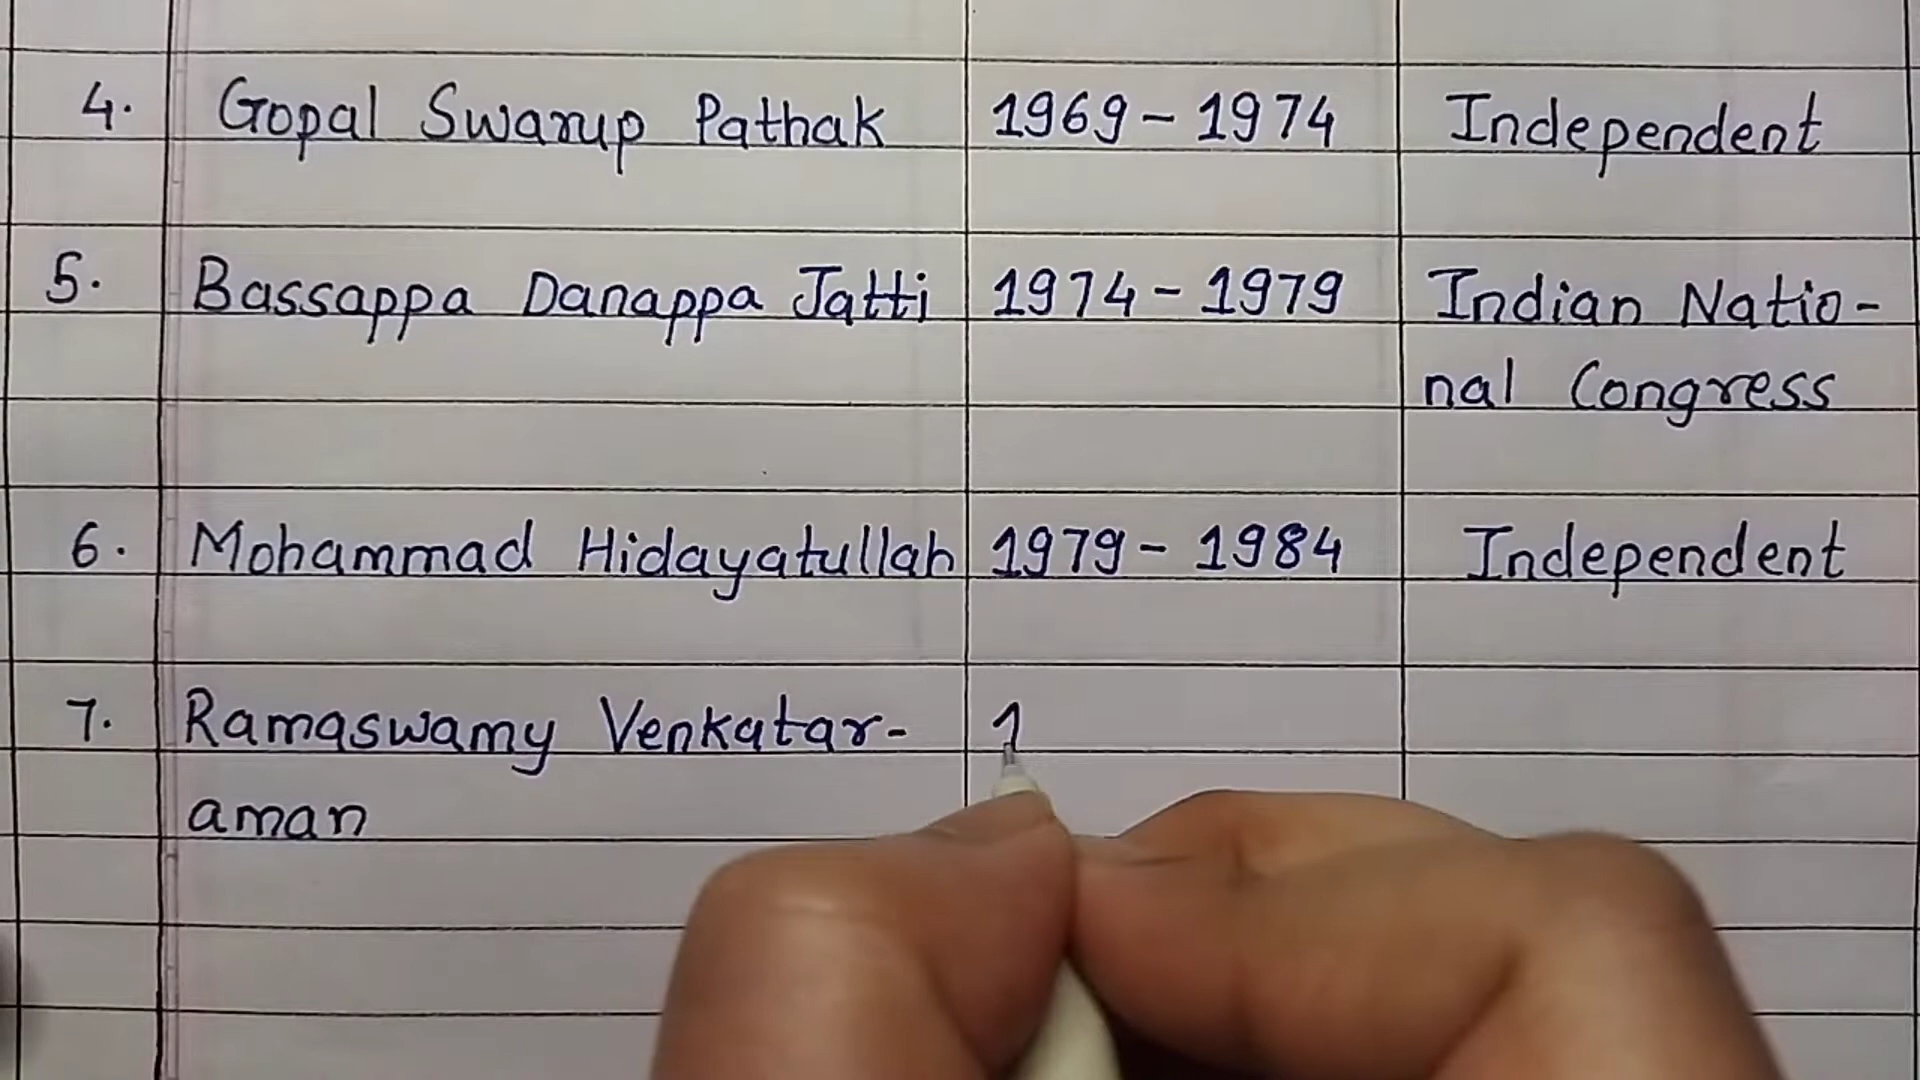 4. Gopal Swarup Pathak 1969 - 1974 Independent
5. Bassappa Danappa Jatti 1974 - 1979 Indian Natio-
nal Congress
6. Mohammad Hidayatullah 1979 - 1984 Independent
7. Ramaswamy Venkatar- 1
aman